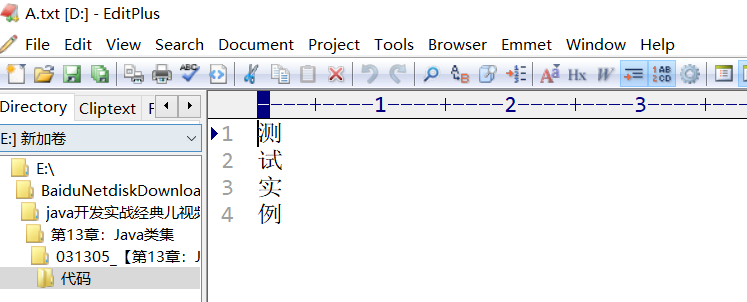 A.txt [D:] - EditPlus
File Edit View Search Document Project Tools Browser Emmet Window Help
Directory Cliptext F
E:] 新加卷
E:\
BaiduNetdiskDownloa
java开发实战经典儿视
第13章：Java类集
031305_【第13章：J
代码
1 2 3
1 测
2 试
3 实
4 例